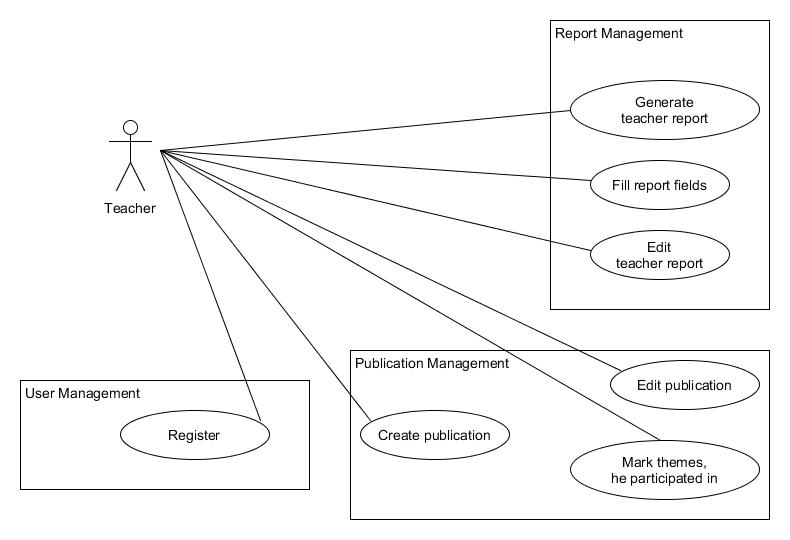 Report Management
Generate
teacher report
Fill report fields
Edit
teacher report
Teacher
Publication Management
Edit publication
Create publication
Mark themes,
he participated in
User Management
Register